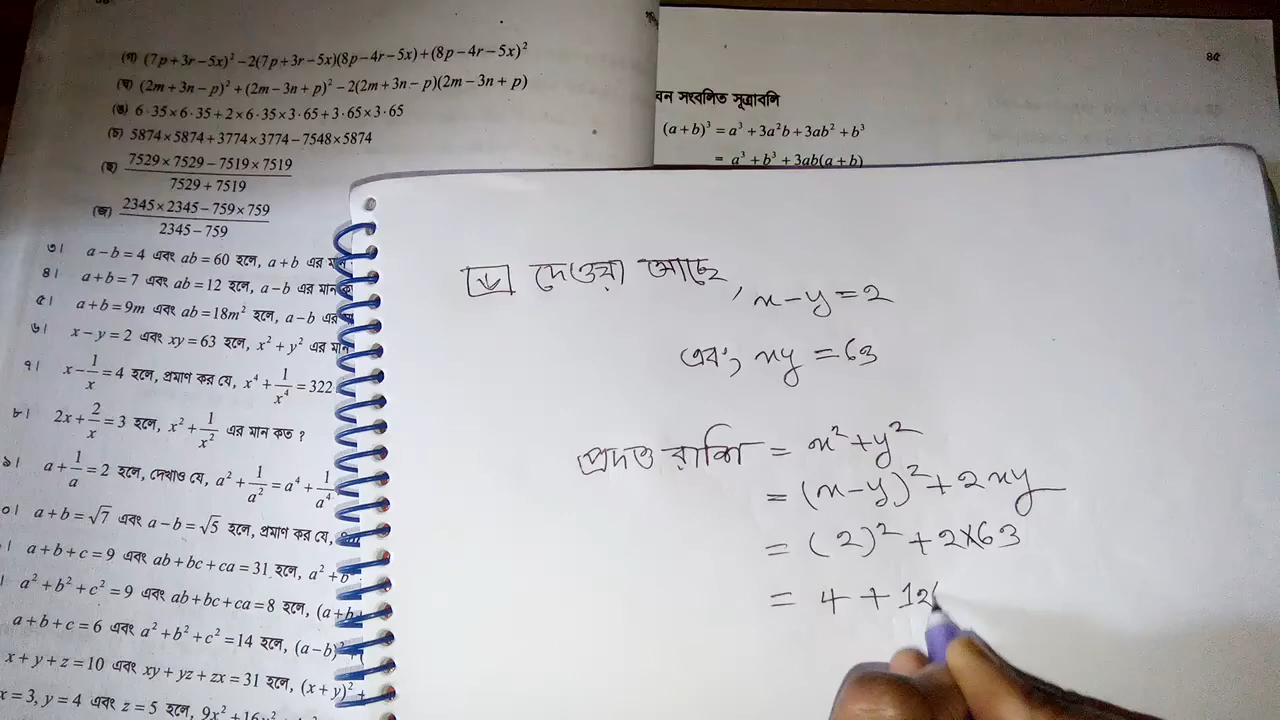 (গ) (7p+3r−5x)² −2(7p+3r−5x)(8p−4r−5x)+(8p−4r−5x)²
(ঘ) (2m+3n−p)² +(2m−3n+p)² −2(2m+3n−p)(2m−3n+p)
(ঙ) 6·35×6·35+2×6·35×3·65+3·65×3·65
(চ) 5874×5874+3774×3774−7548×5874
(ছ) 7529×7529−7519×7519
7529+7519
(জ) 2345×2345−759×759
2345−759
৩। a−b=4 এবং ab=60 হলে, a+b এর মান
৪। a+b=7 এবং ab=12 হলে, a−b এর মান
৫। a+b=9m এবং ab=18m² হলে, a−b এর
৬। x−y=2 এবং xy=63 হলে, x²+y² এর মান
৭। x−1/x=4 হলে, প্রমাণ কর যে, x⁴+1/x⁴=322
৮। 2x+2/x=3 হলে, x²+1/x² এর মান কত ?
৯। a+1/a=2 হলে, দেখাও যে, a²+1/a²=a⁴+1/a⁴
০। a+b=√7 এবং a−b=√5 হলে, প্রমাণ কর যে,
। a+b+c=9 এবং ab+bc+ca=31 হলে, a²+b²
। a²+b²+c²=9 এবং ab+bc+ca=8 হলে, (a+b
a+b+c=6 এবং a²+b²+c²=14 হলে, (a−b)²+(
x+y+z=10 এবং xy+yz+zx=31 হলে, (x+y)²+
x=3, y=4 এবং z=5 হলে, 9x²+16y²+4
৪৫
ঘন সংবলিত সূত্রাবলি
(a+b)³ = a³+3a²b+3ab²+b³
= a³+b³+3ab(a+b)
৬ দেওয়া আছে, x−y=2
এবং, xy=63
প্রদত্ত রাশি = x²+y²
= (x−y)²+2xy
= (2)²+2×63
= 4+126